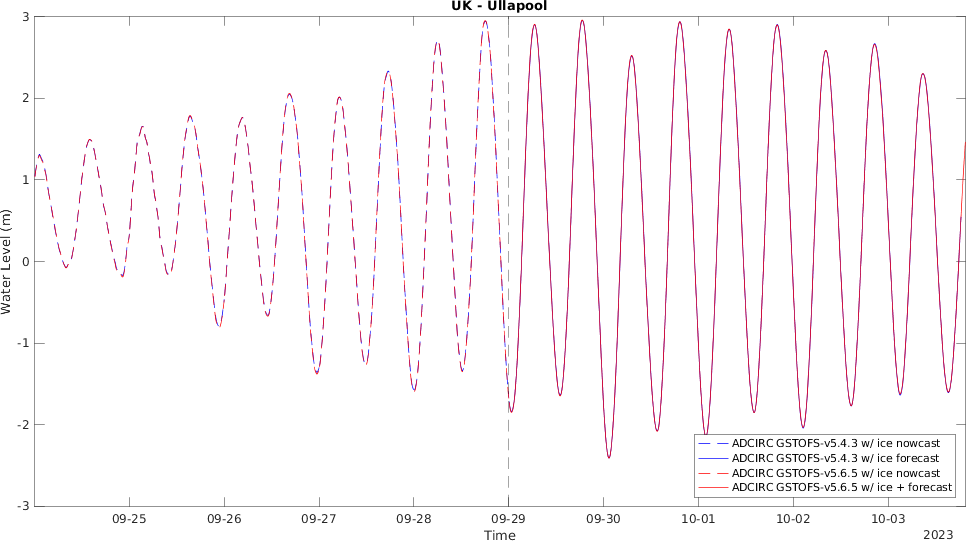 UK - Ullapool
3
2
1
0
-1
-2
-3
Water Level (m)
09-25 09-26 09-27 09-28 09-29 09-30 10-01 10-02 10-03
Time
2023
ADCIRC GSTOFS-v5.4.3 w/ ice nowcast
ADCIRC GSTOFS-v5.4.3 w/ ice forecast
ADCIRC GSTOFS-v5.6.5 w/ ice nowcast
ADCIRC GSTOFS-v5.6.5 w/ ice + forecast